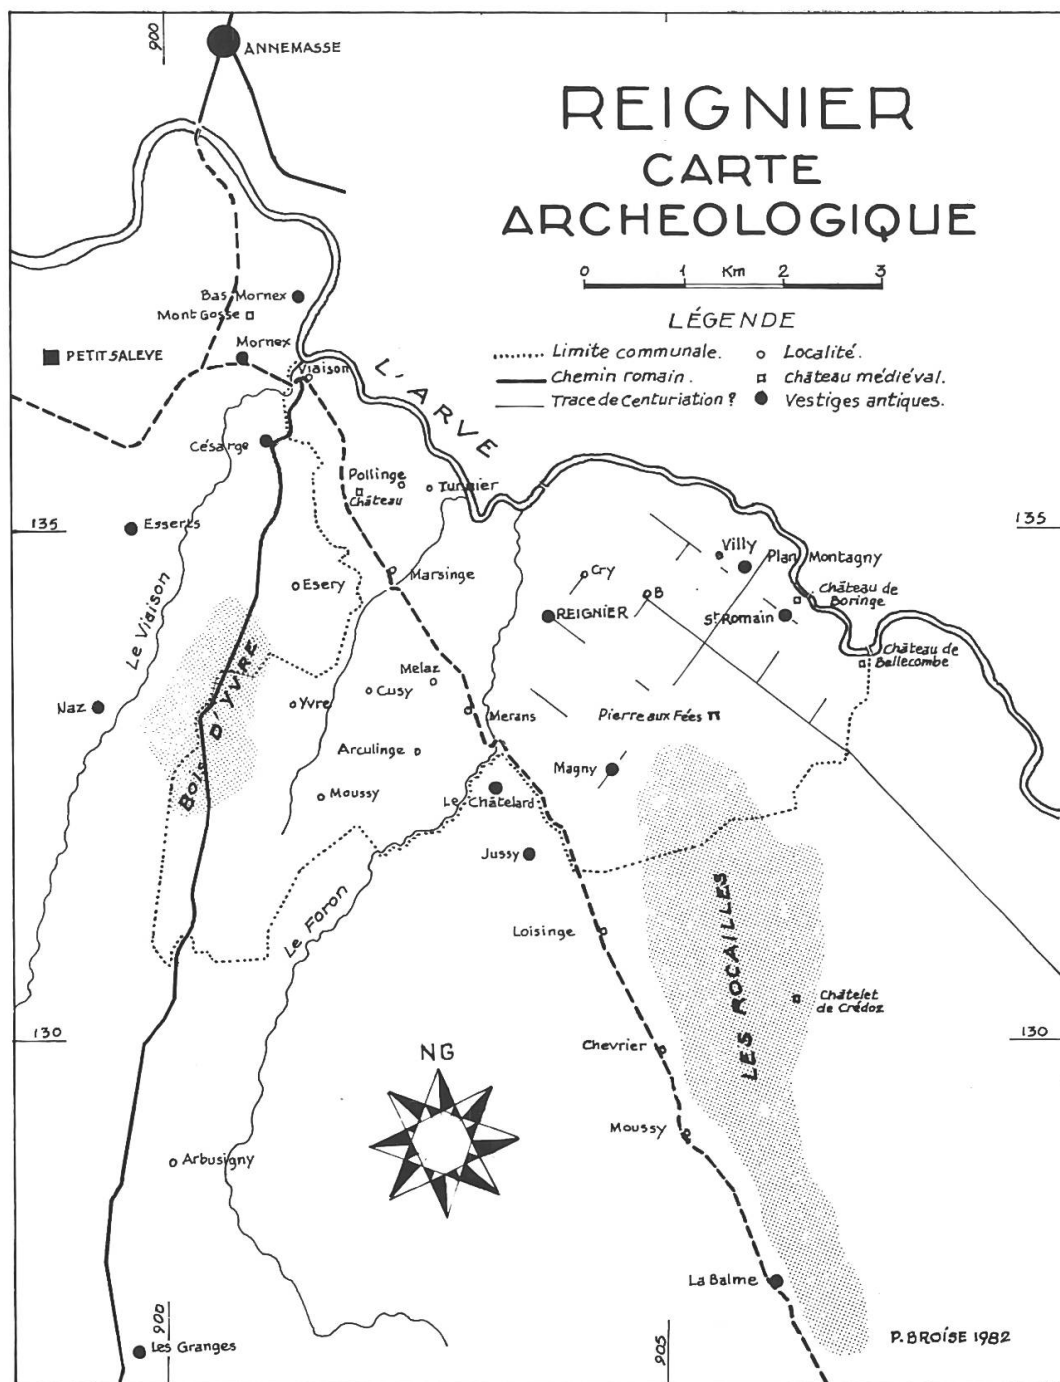 900
ANNEMASSE
REIGNIER
CARTE
ARCHEOLOGIQUE
0 1 Km 2 3
LÉGENDE
Limite communale.
Chemin romain.
Trace de Centuriation ?
Localité.
Château médiéval.
Vestiges antiques.
Bas Mornex
Mont Gosse
PETIT SALEVE
Mornex
Viaison
L'ARVE
Césarge
Pollinge
Château
Turnier
135
Esserts
135
Villy
Plan Montagny
Marsinge
Cry
Esery
B
Château de
Boringe
REIGNIER
St Romain
Le Viaison
Château de
Bellecombe
Melaz
Cusy
Naz
BOIS D'YVRE
Yvre
Merans
Pierre aux Fées
Arculinge
Magny
Moussy
Le Châtelard
Jussy
Le Foron
Loisinge
LES ROCAILLES
Châtelet
de Crédoz
130
Chevrier
130
NG
Moussy
Arbusigny
La Balme
900
Les Granges
905
P. BROISE 1982